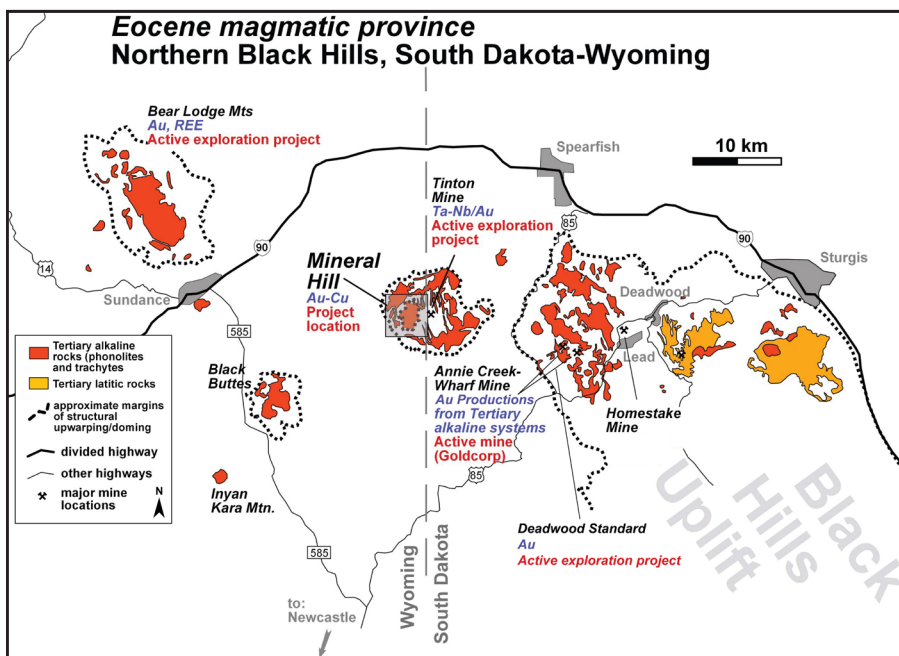 Eocene magmatic province
Northern Black Hills, South Dakota-Wyoming
Bear Lodge Mts
Au, REE
Active exploration project
10 km
Spearfish
Tinton
Mine
Ta-Nb/Au
Active exploration
project
85
90
90
14
Sundance
Mineral
Hill
Au-Cu
Project
location
Sturgis
Deadwood
Lead
585
Tertiary alkaline
rocks (phonolites
and trachytes
Tertiary latitic rocks
approximate margins
of structural
upwarping/doming
divided highway
other highways
major mine
locations
N
Black
Buttes
Annie Creek-
Wharf Mine
Au Productions
from Tertiary
alkaline systems
Active mine
(Goldcorp)
Homestake
Mine
85
Inyan
Kara Mtn.
585
Deadwood Standard
Au
Active exploration project
Black
Hills
Uplift
Wyoming
South Dakota
to:
Newcastle